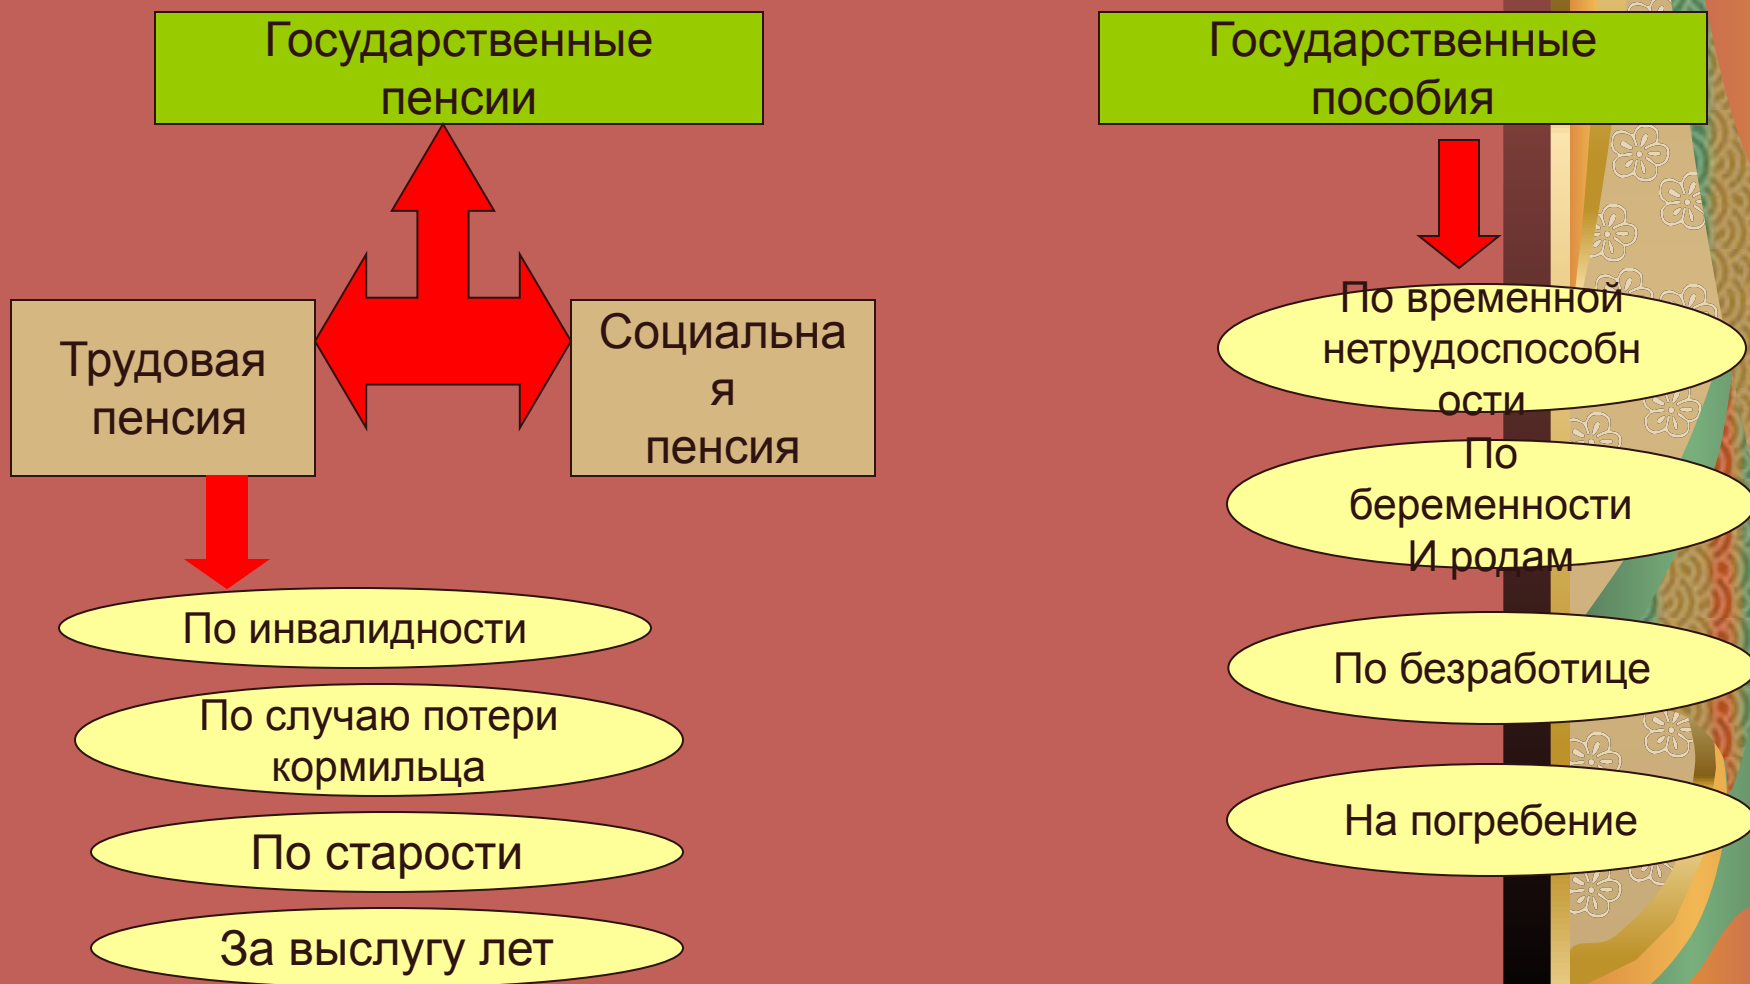 Государственные
пенсии
Трудовая
пенсия
Социальна
я
пенсия
По инвалидности
По случаю потери
кормильца
По старости
За выслугу лет
Государственные
пособия
По временной
нетрудоспособн
ости
По
беременности
И родам
По безработице
На погребение